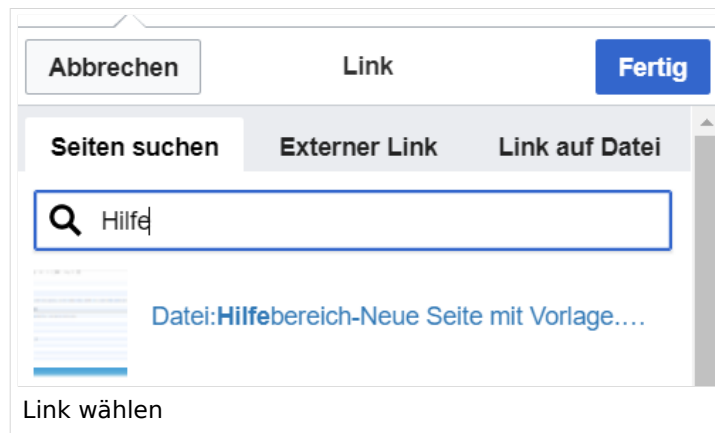 Abbrechen Link Fertig
Seiten suchen Externer Link Link auf Datei
Hilfe
Datei:Hilfebereich-Neue Seite mit Vorlage.…
Link wählen